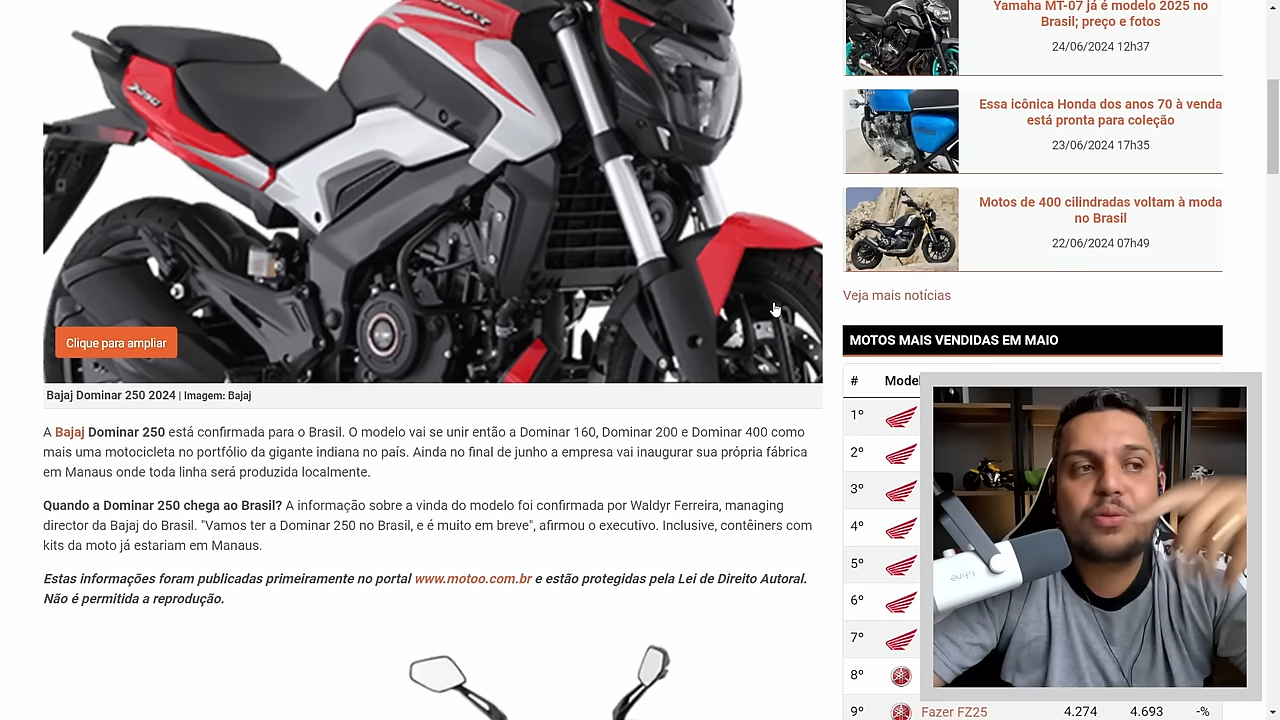 Yamaha MT-07 já é modelo 2025 no
Brasil; preço e fotos
24/06/2024 12h37
Essa icônica Honda dos anos 70 à venda
está pronta para coleção
23/06/2024 17h35
Motos de 400 cilindradas voltam à moda
no Brasil
22/06/2024 07h49
Veja mais notícias
250
Clique para ampliar
Bajaj Dominar 250 2024 | Imagem: Bajaj
A Bajaj Dominar 250 está confirmada para o Brasil. O modelo vai se unir então a Dominar 160, Dominar 200 e Dominar 400 como
mais uma motocicleta no portfólio da gigante indiana no país. Ainda no final de junho a empresa vai inaugurar sua própria fábrica
em Manaus onde toda linha será produzida localmente.
Quando a Dominar 250 chega ao Brasil? A informação sobre a vinda do modelo foi confirmada por Waldyr Ferreira, managing
director da Bajaj do Brasil. "Vamos ter a Dominar 250 no Brasil, e é muito em breve", afirmou o executivo. Inclusive, contêiners com
kits da moto já estariam em Manaus.
Estas informações foram publicadas primeiramente no portal www.motoo.com.br e estão protegidas pela Lei de Direito Autoral.
Não é permitida a reprodução.
MOTOS MAIS VENDIDAS EM MAIO
#
1º
2º
3º
4º
5º
6º
7º
8º
9º Fazer FZ25 4.274 4.693 -%
fifine